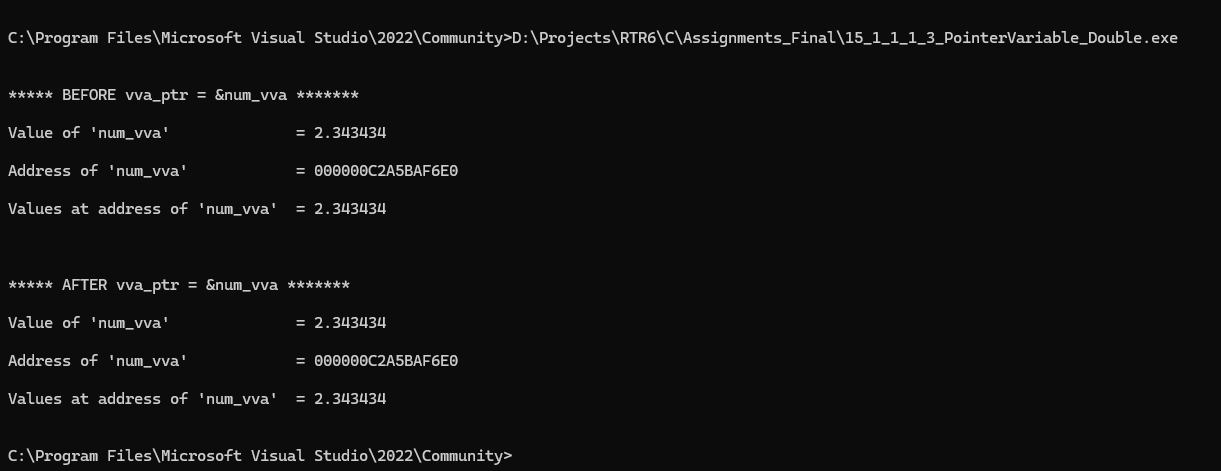 C:\Program Files\Microsoft Visual Studio\2022\Community>D:\Projects\RTR6\C\Assignments_Final\15_1_1_1_3_PointerVariable_Double.exe
***** BEFORE vva_ptr = &num_vva *******
Value of 'num_vva'              = 2.343434
Address of 'num_vva'            = 000000C2A5BAF6E0
Values at address of 'num_vva'  = 2.343434
***** AFTER vva_ptr = &num_vva *******
Value of 'num_vva'              = 2.343434
Address of 'num_vva'            = 000000C2A5BAF6E0
Values at address of 'num_vva'  = 2.343434
C:\Program Files\Microsoft Visual Studio\2022\Community>